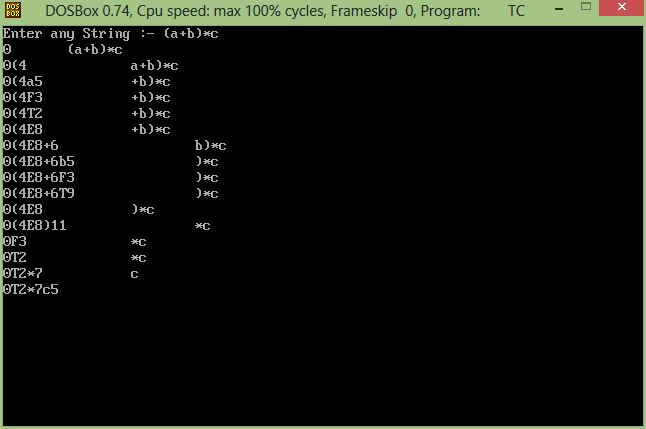 DOS BOX DOSBox 0.74, Cpu speed: max 100% cycles, Frameskip 0, Program: TC
Enter any String :- (a+b)*c
0 (a+b)*c
0(4 a+b)*c
0(4a5 +b)*c
0(4F3 +b)*c
0(4T2 +b)*c
0(4E8 +b)*c
0(4E8+6 b)*c
0(4E8+6b5 )*c
0(4E8+6F3 )*c
0(4E8+6T9 )*c
0(4E8 )*c
0(4E8)11 *c
0F3 *c
0T2 *c
0T2*7 c
0T2*7c5